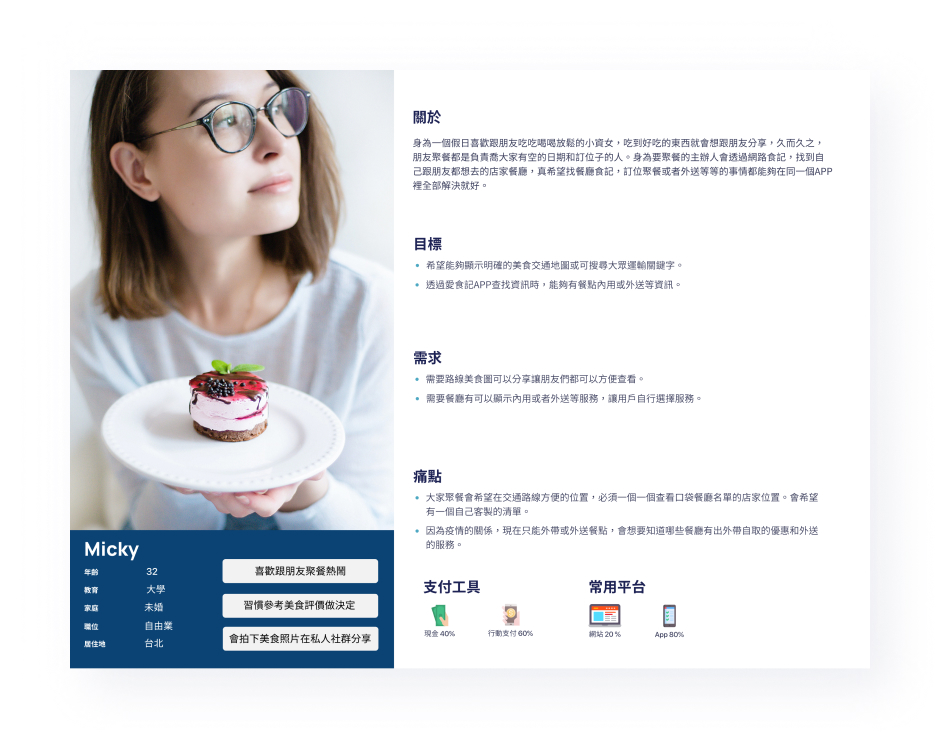 關於
身為一個假日喜歡跟朋友吃吃喝喝放鬆的小資女，吃到好吃的東西就會想跟朋友分享，久而久之，
朋友聚餐都是負責喬大家有空的日期和訂位子的人。身為要聚餐的主辦人會透過網路食記，找到自
己跟朋友都想去的店家餐廳，真希望找餐廳食記，訂位聚餐或者外送等等的事情都能夠在同一個APP
裡全部解決就好。
目標
希望能夠顯示明確的美食交通地圖或可搜尋大眾運輸關鍵字。
透過愛食記APP查找資訊時，能夠有餐點內用或外送等資訊。
需求
需要路線美食圖可以分享讓朋友們都可以方便查看。
需要餐廳有可以顯示內用或者外送等服務，讓用戶自行選擇服務。
痛點
大家聚餐會希望在交通路線方便的位置，必須一個一個查看口袋餐廳名單的店家位置。會希望
有一個自己客製的清單。
因為疫情的關係，現在只能外帶或外送餐點，會想要知道哪些餐廳有出外帶自取的優惠和外送
的服務。
支付工具
現金 40%
行動支付 60%
常用平台
網站 20 %
App 80%
Micky
年齡 32
教育 大學
家庭 未婚
職位 自由業
居住地 台北
喜歡跟朋友聚餐熱鬧
習慣參考美食評價做決定
會拍下美食照片在私人社群分享